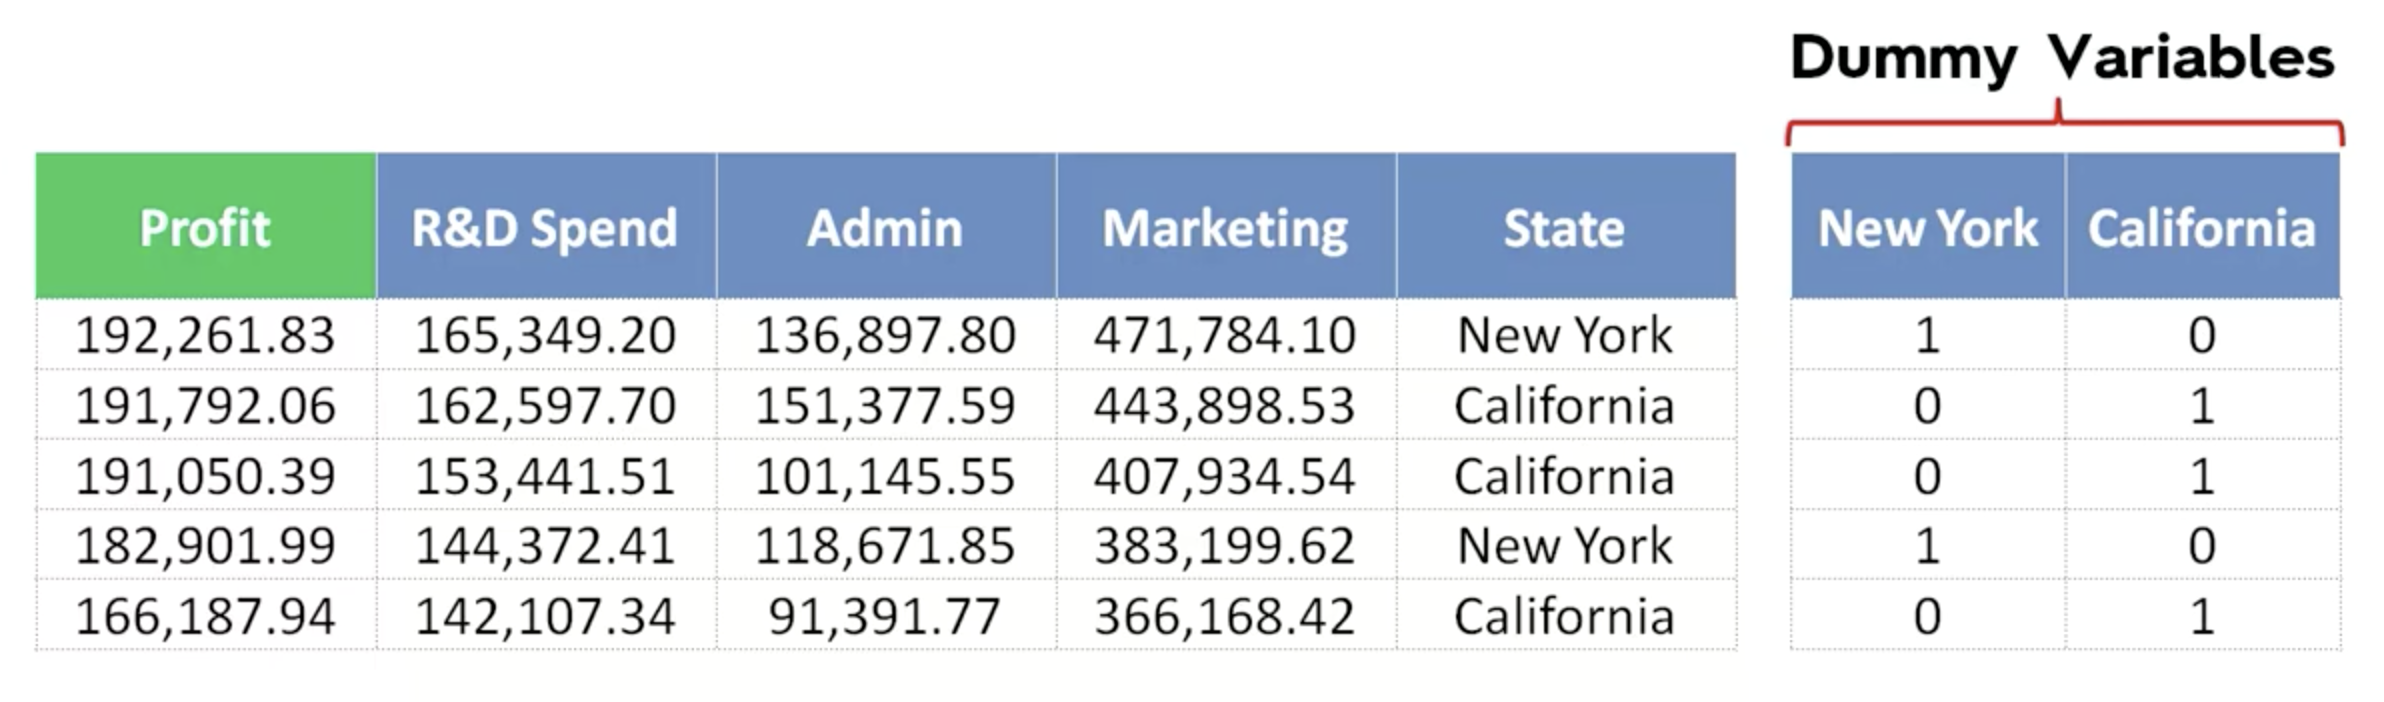 Dummy Variables
Profit R&D Spend Admin Marketing State New York California
192,261.83 165,349.20 136,897.80 471,784.10 New York 1 0
191,792.06 162,597.70 151,377.59 443,898.53 California 0 1
191,050.39 153,441.51 101,145.55 407,934.54 California 0 1
182,901.99 144,372.41 118,671.85 383,199.62 New York 1 0
166,187.94 142,107.34 91,391.77 366,168.42 California 0 1